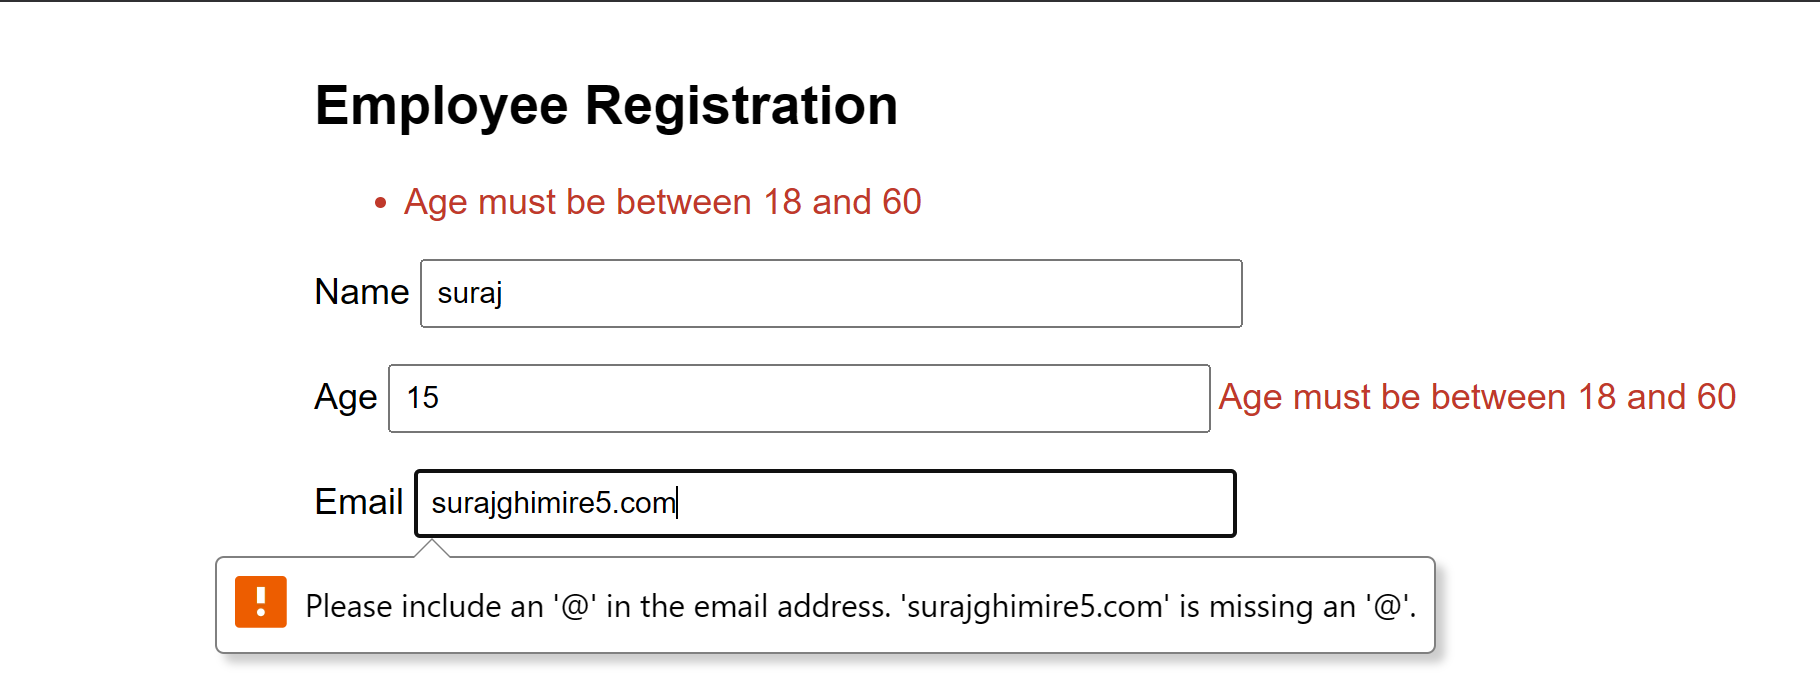 Employee Registration
• Age must be between 18 and 60
Name suraj
Age 15 Age must be between 18 and 60
Email surajghimire5.com
! Please include an '@' in the email address. 'surajghimire5.com' is missing an '@'.